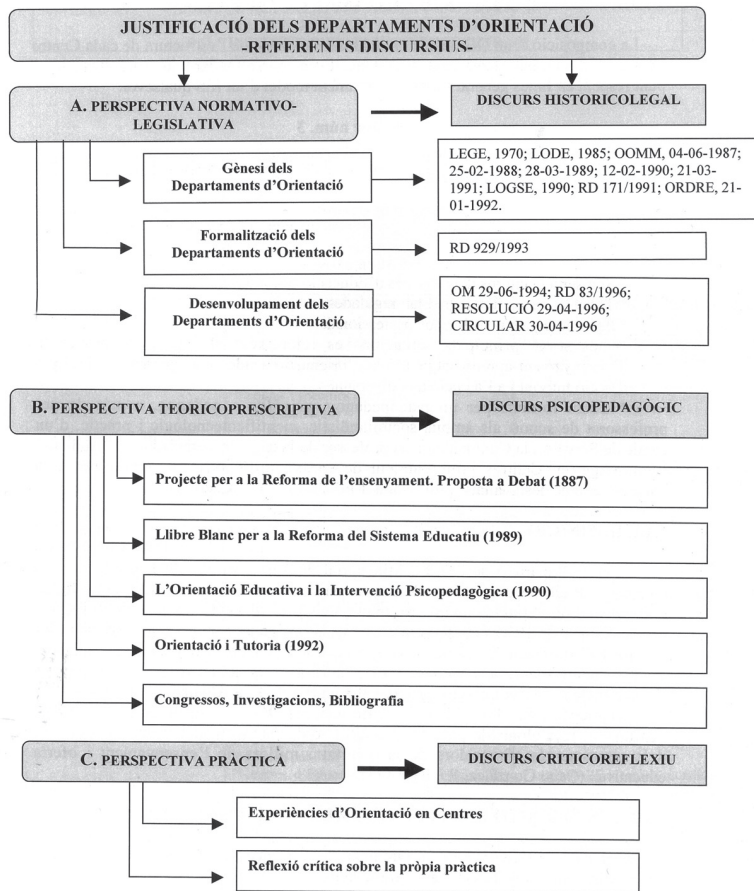 JUSTIFICACIÓ DELS DEPARTAMENTS D'ORIENTACIÓ
-REFERENTS DISCURSIUS-
A. PERSPECTIVA NORMATIVO-
LEGISLATIVA
DISCURS HISTORICOLEGAL
Gènesi dels
Departaments d'Orientació
LEGE, 1970; LODE, 1985; OOMM, 04-06-1987;
25-02-1988; 28-03-1989; 12-02-1990; 21-03-
1991; LOGSE, 1990; RD 171/1991; ORDRE, 21-
01-1992.
Formalització dels
Departaments d'Orientació
RD 929/1993
Desenvolupament dels
Departaments d'Orientació
OM 29-06-1994; RD 83/1996;
RESOLUCIÓ 29-04-1996;
CIRCULAR 30-04-1996
B. PERSPECTIVA TEORICOPRESCRIPTIVA
DISCURS PSICOPEDAGÒGIC
Projecte per a la Reforma de l'ensenyament. Proposta a Debat (1887)
Llibre Blanc per a la Reforma del Sistema Educatiu (1989)
L'Orientació Educativa i la Intervenció Psicopedagògica (1990)
Orientació i Tutoria (1992)
Congressos, Investigacions, Bibliografia
C. PERSPECTIVA PRÀCTICA
DISCURS CRITICOREFLEXIU
Experiències d'Orientació en Centres
Reflexió crítica sobre la pròpia pràctica